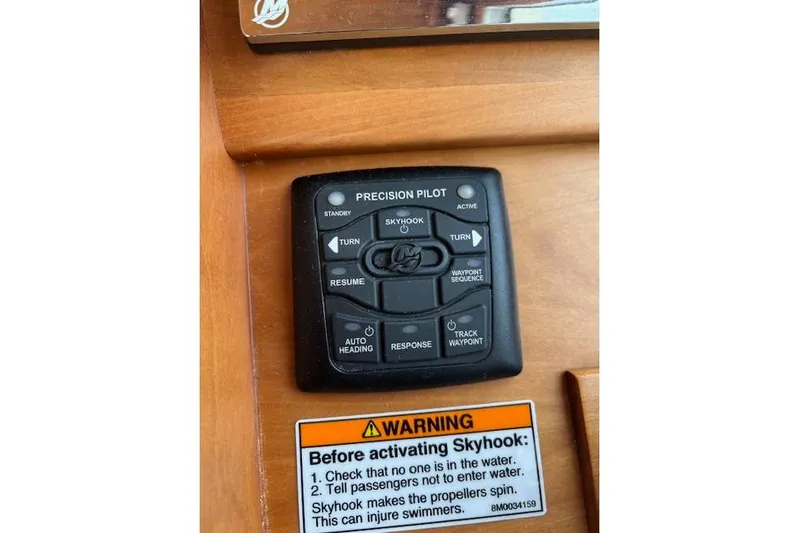 PRECISION PILOT
STANDBY
ACTIVE
SKYHOOK
TURN
TURN
RESUME
WAYPOINT
SEQUENCE
AUTO
HEADING
RESPONSE
TRACK
WAYPOINT
WARNING
Before activating Skyhook:
1. Check that no one is in the water.
2. Tell passengers not to enter water.
Skyhook makes the propellers spin.
This can injure swimmers.
8M0034159